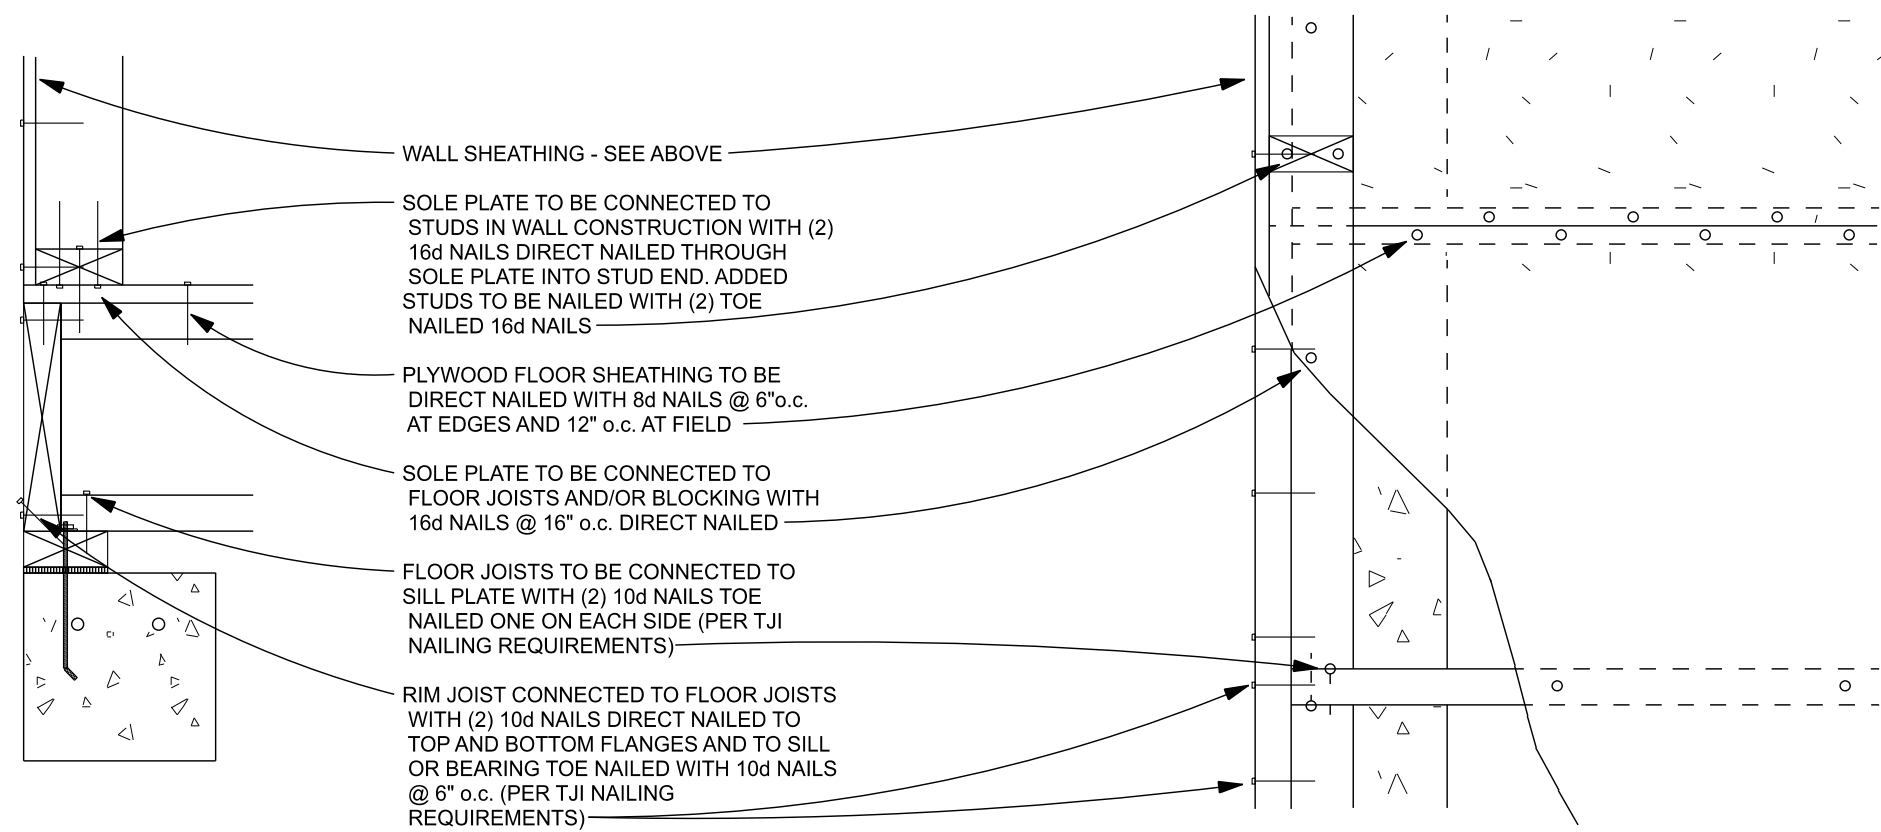 WALL SHEATHING - SEE ABOVE
SOLE PLATE TO BE CONNECTED TO
STUDS IN WALL CONSTRUCTION WITH (2)
16d NAILS DIRECT NAILED THROUGH
SOLE PLATE INTO STUD END. ADDED
STUDS TO BE NAILED WITH (2) TOE
NAILED 16d NAILS
PLYWOOD FLOOR SHEATHING TO BE
DIRECT NAILED WITH 8d NAILS @ 6"o.c.
AT EDGES AND 12" o.c. AT FIELD
SOLE PLATE TO BE CONNECTED TO
FLOOR JOISTS AND/OR BLOCKING WITH
16d NAILS @ 16" o.c. DIRECT NAILED
FLOOR JOISTS TO BE CONNECTED TO
SILL PLATE WITH (2) 10d NAILS TOE
NAILED ONE ON EACH SIDE (PER TJI
NAILING REQUIREMENTS)
RIM JOIST CONNECTED TO FLOOR JOISTS
WITH (2) 10d NAILS DIRECT NAILED TO
TOP AND BOTTOM FLANGES AND TO SILL
OR BEARING TOE NAILED WITH 10d NAILS
@ 6" o.c. (PER TJI NAILING
REQUIREMENTS)